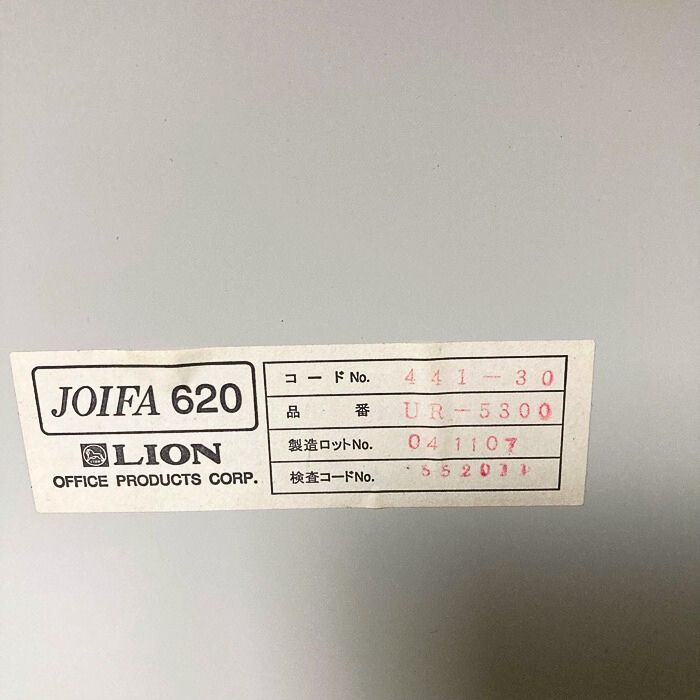 JOIFA 620
LION
OFFICE PRODUCTS CORP.
コードNo. 441-30
品番 UR-5300
製造ロットNo. 041107
検査コードNo.